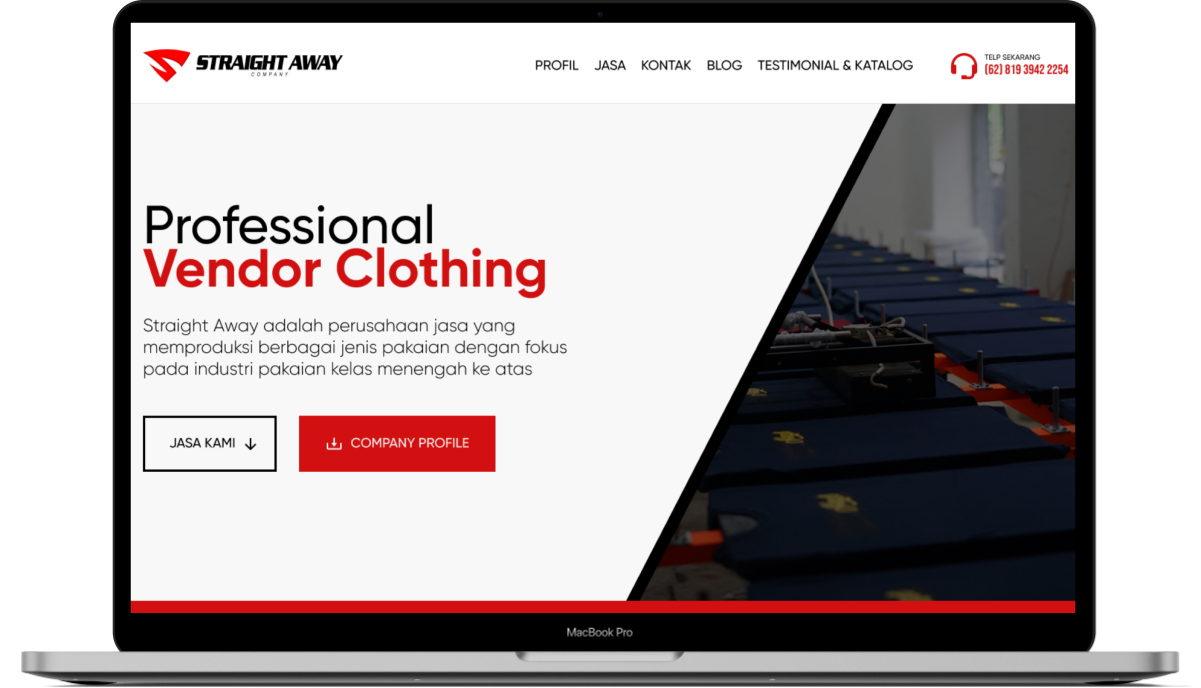 STRAIGHT AWAY
COMPANY
PROFIL JASA KONTAK BLOG TESTIMONIAL & KATALOG
TELP SEKARANG
(62) 819 3942 2254
Professional
Vendor Clothing
Straight Away adalah perusahaan jasa yang
memproduksi berbagai jenis pakaian dengan fokus
pada industri pakaian kelas menengah ke atas
JASA KAMI
COMPANY PROFILE
MacBook Pro